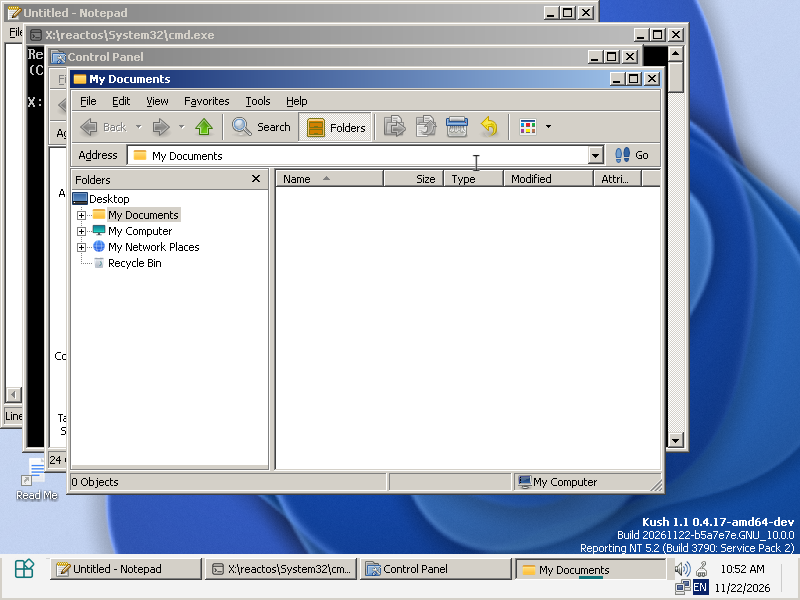 Untitled - Notepad
X:\reactos\System32\cmd.exe
Control Panel
My Documents
File Edit View Favorites Tools Help
Back Search Folders
Address My Documents Go
Folders
Name Size Type Modified Attri...
Desktop
My Documents
My Computer
My Network Places
Recycle Bin
0 Objects
My Computer
24
Read Me
Kush 1.1 0.4.17-amd64-dev
Build 20261122-b5a7e7e.GNU_10.0.0
Reporting NT 5.2 (Build 3790: Service Pack 2)
Untitled - Notepad
X:\reactos\System32\cm...
Control Panel
My Documents
10:52 AM
EN
11/22/2026